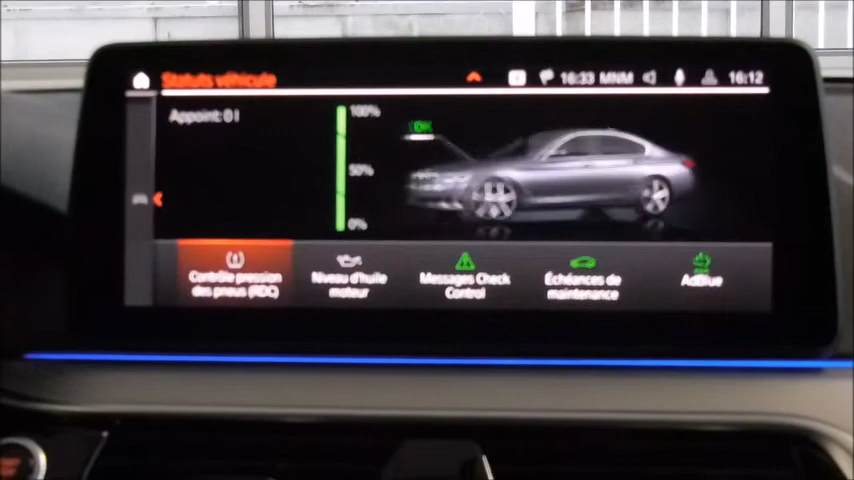 Statuts véhicule
16:33 MNM 16:12
Appoint: 0 l
100%
OK
50%
0%
Contrôle pression
des pneus (RDC)
Niveau d'huile
moteur
Messages Check
Control
Échéances de
maintenance
AdBlue